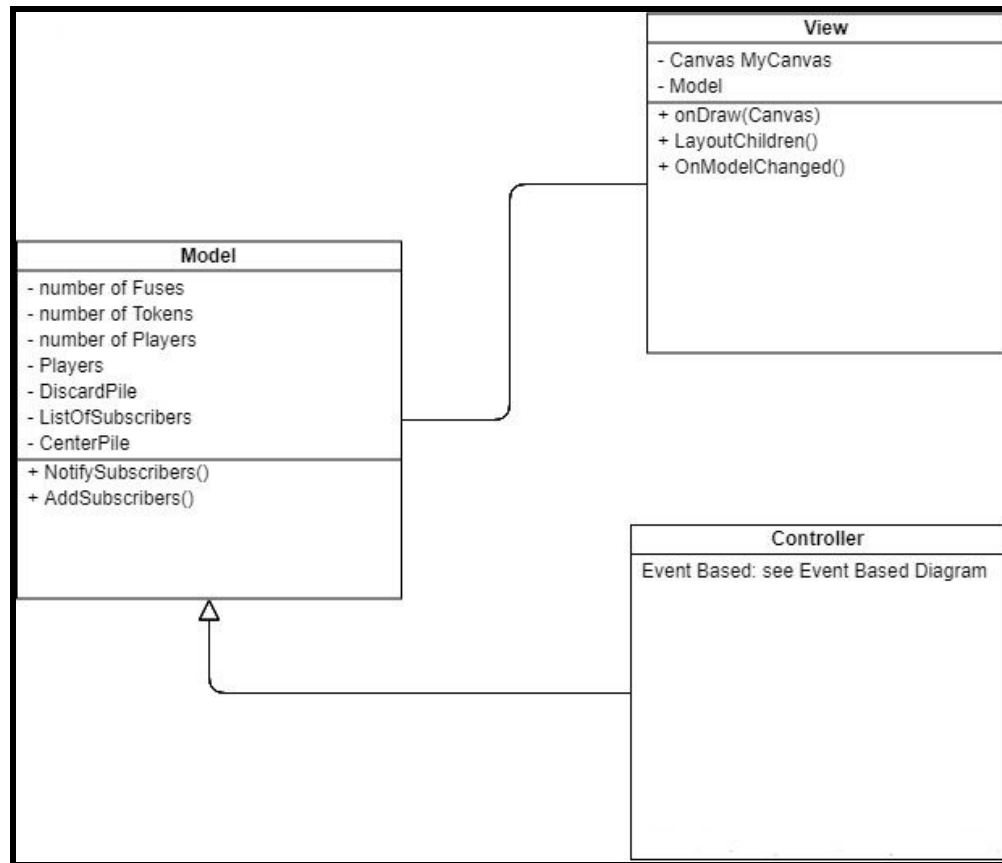 View
- Canvas MyCanvas
- Model
+ onDraw(Canvas)
+ LayoutChildren()
+ OnModelChanged()
Model
- number of Fuses
- number of Tokens
- number of Players
- Players
- DiscardPile
- ListOfSubscribers
- CenterPile
+ NotifySubscribers()
+ AddSubscribers()
Controller
Event Based: see Event Based Diagram